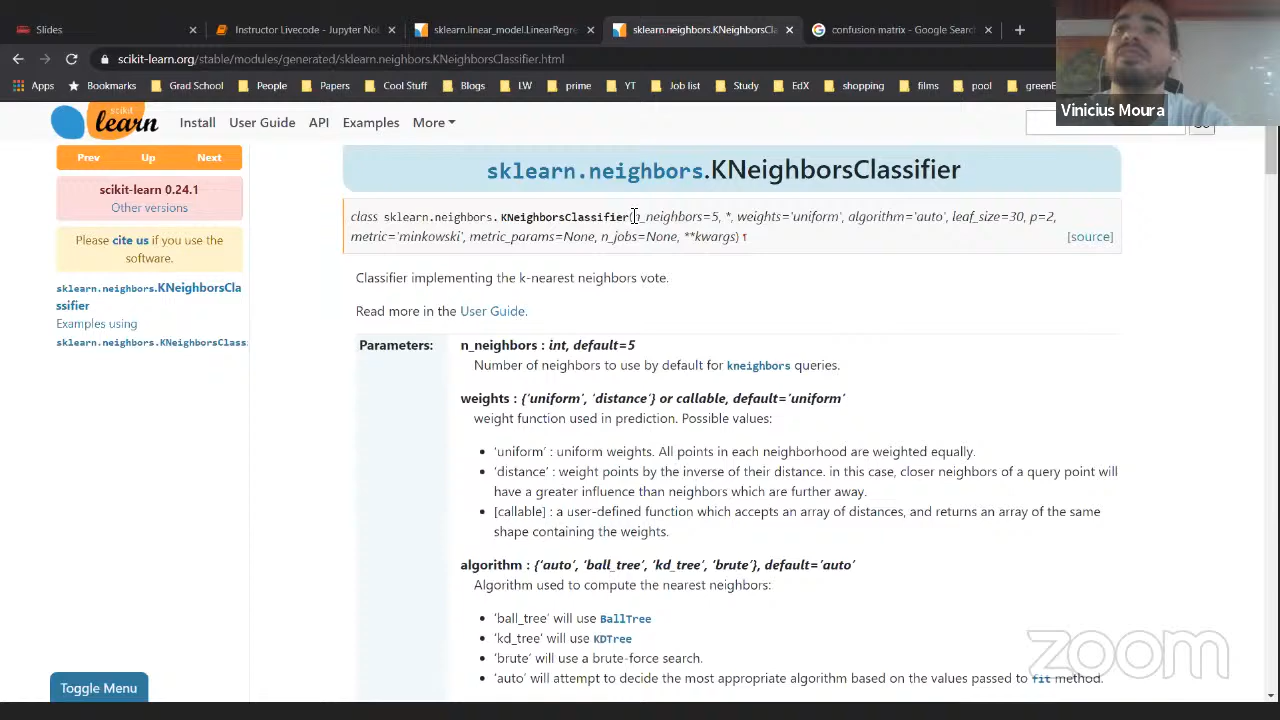 Slides
Instructor Livecode - Jupyter Not
sklearn.linear_model.LinearRegre
sklearn.neighbors.KNeighborsCla
confusion matrix - Google Search
scikit-learn.org/stable/modules/generated/sklearn.neighbors.KNeighborsClassifier.html
Apps Bookmarks Grad School People Papers Cool Stuff Blogs LW prime YT Job list Study EdX shopping films pool greenE
Vinicius Moura
scikit learn
Install User Guide API Examples More
Prev Up Next
scikit-learn 0.24.1
Other versions
Please cite us if you use the
software.
sklearn.neighbors.KNeighborsCla
ssifier
Examples using
sklearn.neighbors.KNeighborsClass
sklearn.neighbors.KNeighborsClassifier
class sklearn.neighbors.KNeighborsClassifier(n_neighbors=5, *, weights='uniform', algorithm='auto', leaf_size=30, p=2,
metric='minkowski', metric_params=None, n_jobs=None, **kwargs) ¶ [source]
Classifier implementing the k-nearest neighbors vote.
Read more in the User Guide.
Parameters:
n_neighbors : int, default=5
Number of neighbors to use by default for kneighbors queries.
weights : {'uniform', 'distance'} or callable, default='uniform'
weight function used in prediction. Possible values:
• 'uniform' : uniform weights. All points in each neighborhood are weighted equally.
• 'distance' : weight points by the inverse of their distance. in this case, closer neighbors of a query point will
have a greater influence than neighbors which are further away.
• [callable] : a user-defined function which accepts an array of distances, and returns an array of the same
shape containing the weights.
algorithm : {'auto', 'ball_tree', 'kd_tree', 'brute'}, default='auto'
Algorithm used to compute the nearest neighbors:
• 'ball_tree' will use BallTree
• 'kd_tree' will use KDTree
• 'brute' will use a brute-force search.
• 'auto' will attempt to decide the most appropriate algorithm based on the values passed to fit method.
Toggle Menu
zoom